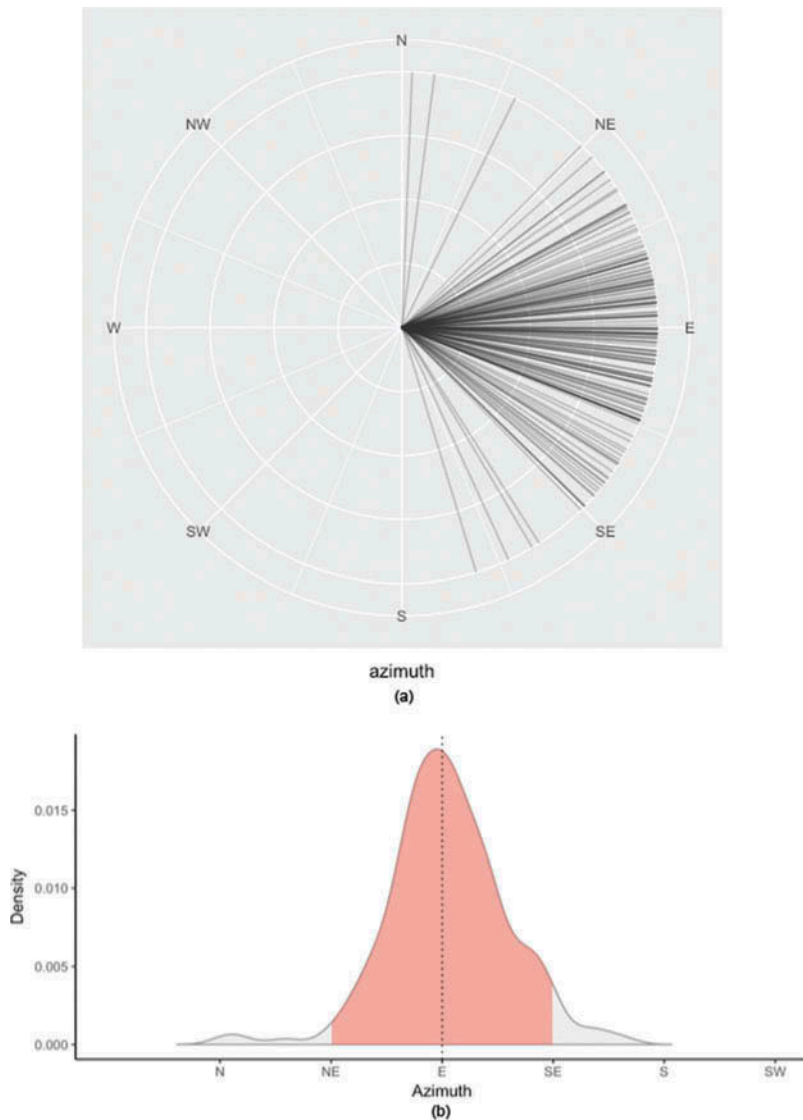 N
NW
NE
W
E
SW
SE
S
azimuth
(a)
0.015
0.010
0.005
0.000
Density
N NE E SE S SW
Azimuth
(b)